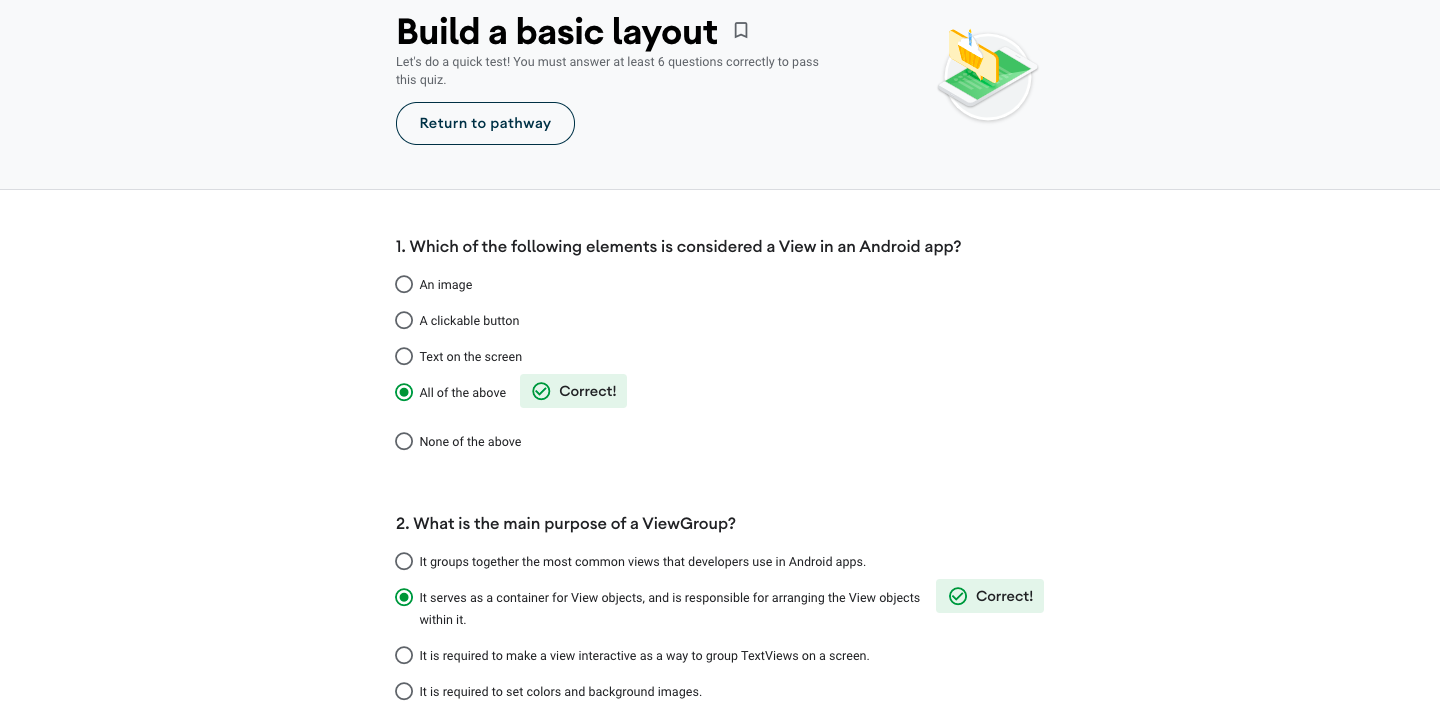 Build a basic layout
Let's do a quick test! You must answer at least 6 questions correctly to pass
this quiz.
Return to pathway
1. Which of the following elements is considered a View in an Android app?
An image
A clickable button
Text on the screen
All of the above
Correct!
None of the above
2. What is the main purpose of a ViewGroup?
It groups together the most common views that developers use in Android apps.
It serves as a container for View objects, and is responsible for arranging the View objects
within it.
Correct!
It is required to make a view interactive as a way to group TextViews on a screen.
It is required to set colors and background images.